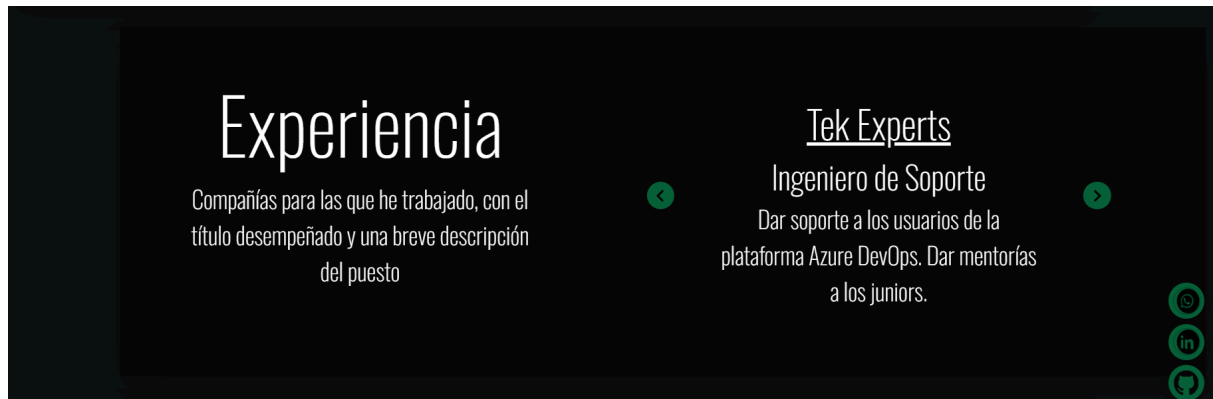 Experiencia
Compañías para las que he trabajado, con el
título desempeñado y una breve descripción
del puesto
Tek Experts
Ingeniero de Soporte
Dar soporte a los usuarios de la
plataforma Azure DevOps. Dar mentorías
a los juniors.
in